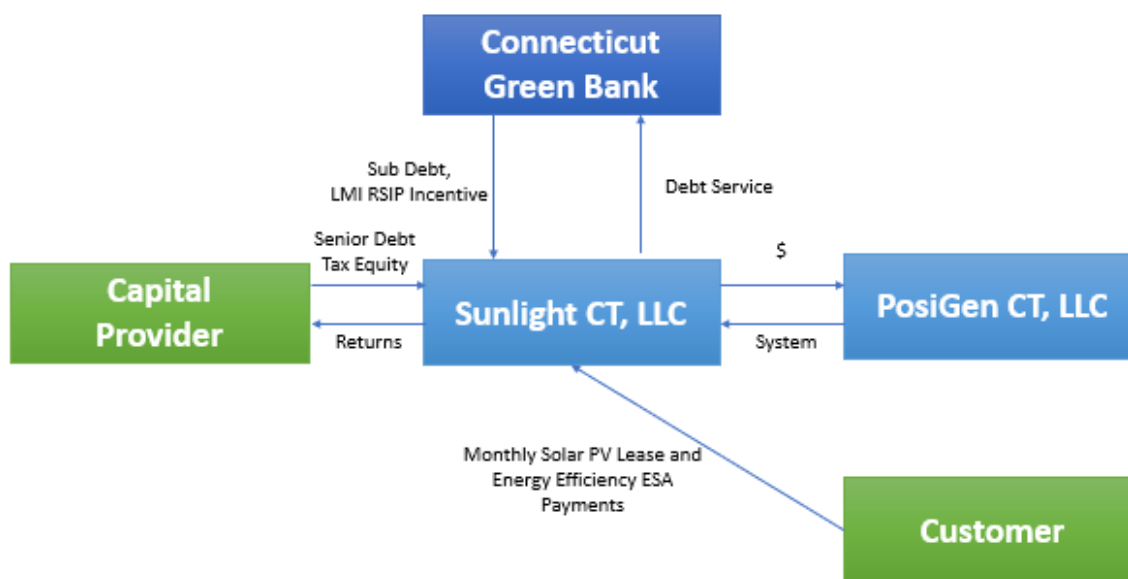 Connecticut
Green Bank
Sub Debt,
LMI RSIP Incentive
Debt Service
Senior Debt
Tax Equity
$
Capital
Provider
Sunlight CT, LLC
PosiGen CT, LLC
Returns
System
Monthly Solar PV Lease and
Energy Efficiency ESA
Payments
Customer